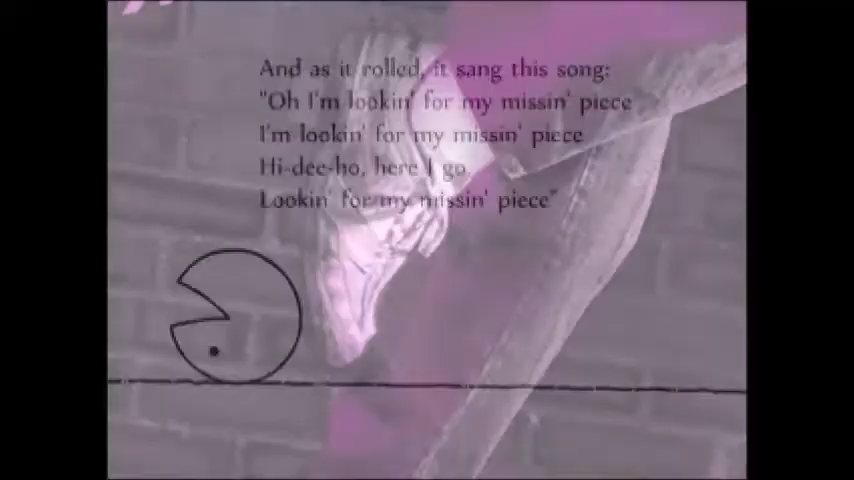 And as it rolled, it sang this song:
"Oh I'm lookin' for my missin' piece
I'm lookin' for my missin' piece
Hi-dee-ho, here I go
Lookin' for my missin' piece"